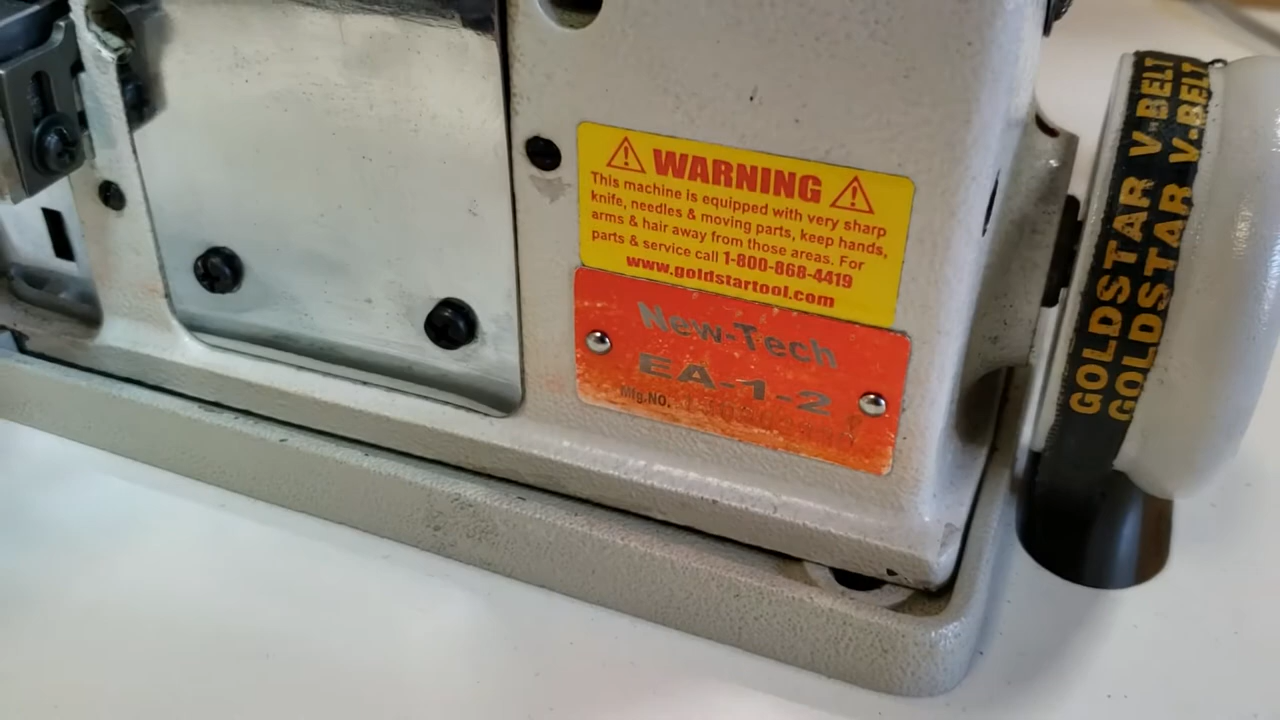 WARNING
This machine is equipped with very sharp
knife, needles & moving parts, keep hands,
arms & hair away from those areas. For
parts & service call 1-800-868-4419
www.goldstartool.com
New-Tech
EA-1-2
Mfg.NO.
GOLDSTAR V-BELT
GOLDSTAR V-BELT